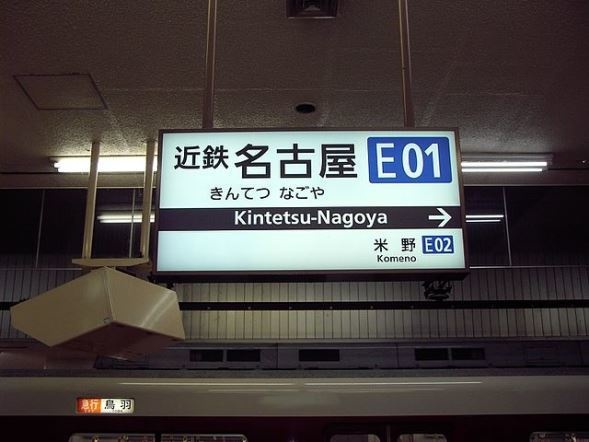 近鉄名古屋 E01
きんてつ なごや
Kintetsu-Nagoya →
米野 E02
Komeno
急行 鳥羽